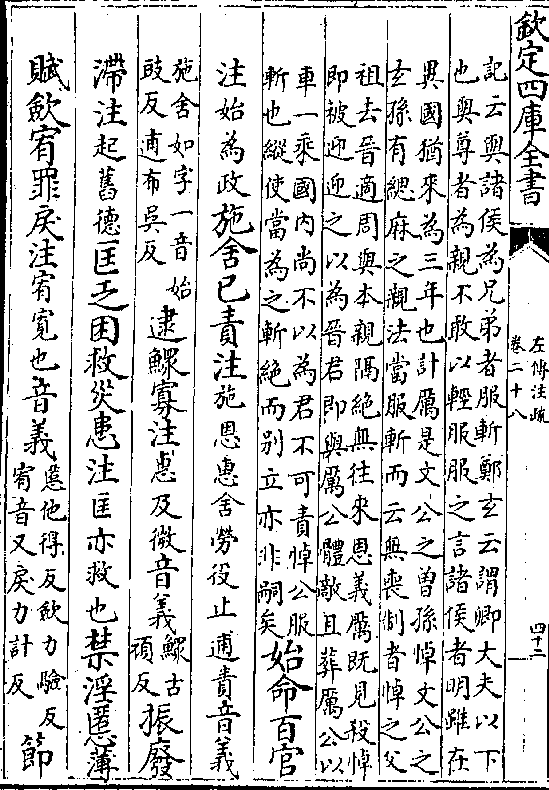 欽定四庫全書
左傳注疏
卷二十八
四十二
記云與諸侯為兄弟者服斬鄭玄云謂卿大夫以下
也與尊者為親不敢以輕服服之言諸侯者明雖在
異國猶來為三年也計厲是文公之曾孫悼文公之
玄孫有緦麻之親法當服斬而云無喪制者悼之父
祖去晉適周與本親隔絶無往來恩義厲既見殺悼
即被迎迎之以為晉君即與厲公體敵且葬厲公以
車一乘國内尚不以為君不可責悼公服
斬也縱使當為之斬絶而别立亦非嗣矣始命百官
注始為政施舍已責注施恩惠舍勞役止逋責音義
施舍如字一音始
豉反逋布吳反逮鰥寡注惠及微音義鰥古
頑反振廢
滯注起舊德匡乏困救災患注匡亦救也禁淫慝薄
賦斂宥罪戾注宥寛也音義慝他得反斂力驗反
宥音又戾力計反節